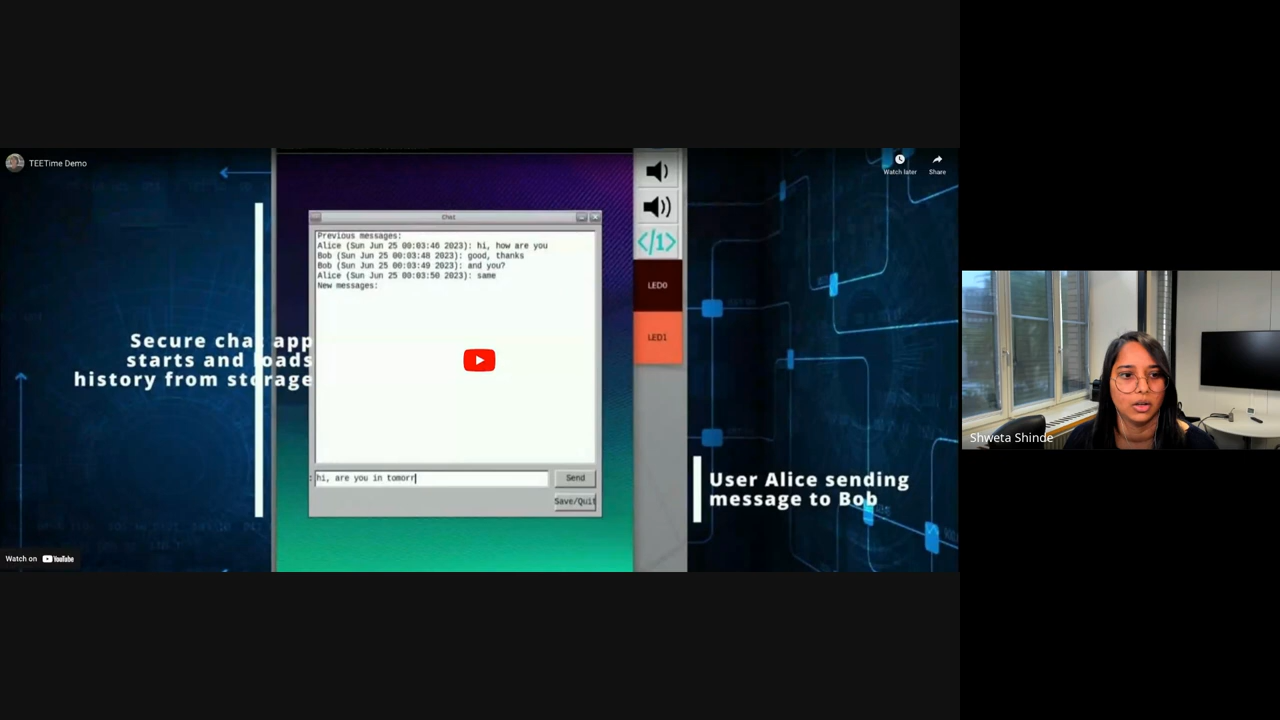 TEETime Demo
Watch later
Share
Chat
Previous messages:
Alice (Sun Jun 25 00:03:46 2023): hi, how are you
Bob (Sun Jun 25 00:03:48 2023): good, thanks
Bob (Sun Jun 25 00:03:49 2023): and you?
Alice (Sun Jun 25 00:03:50 2023): same
New messages:
</1>
LED0
LED1
Secure chat app
starts and loads
history from storage
: hi, are you in tomorr
Send
Save/Quit
User Alice sending
message to Bob
Watch on YouTube
Shweta Shinde